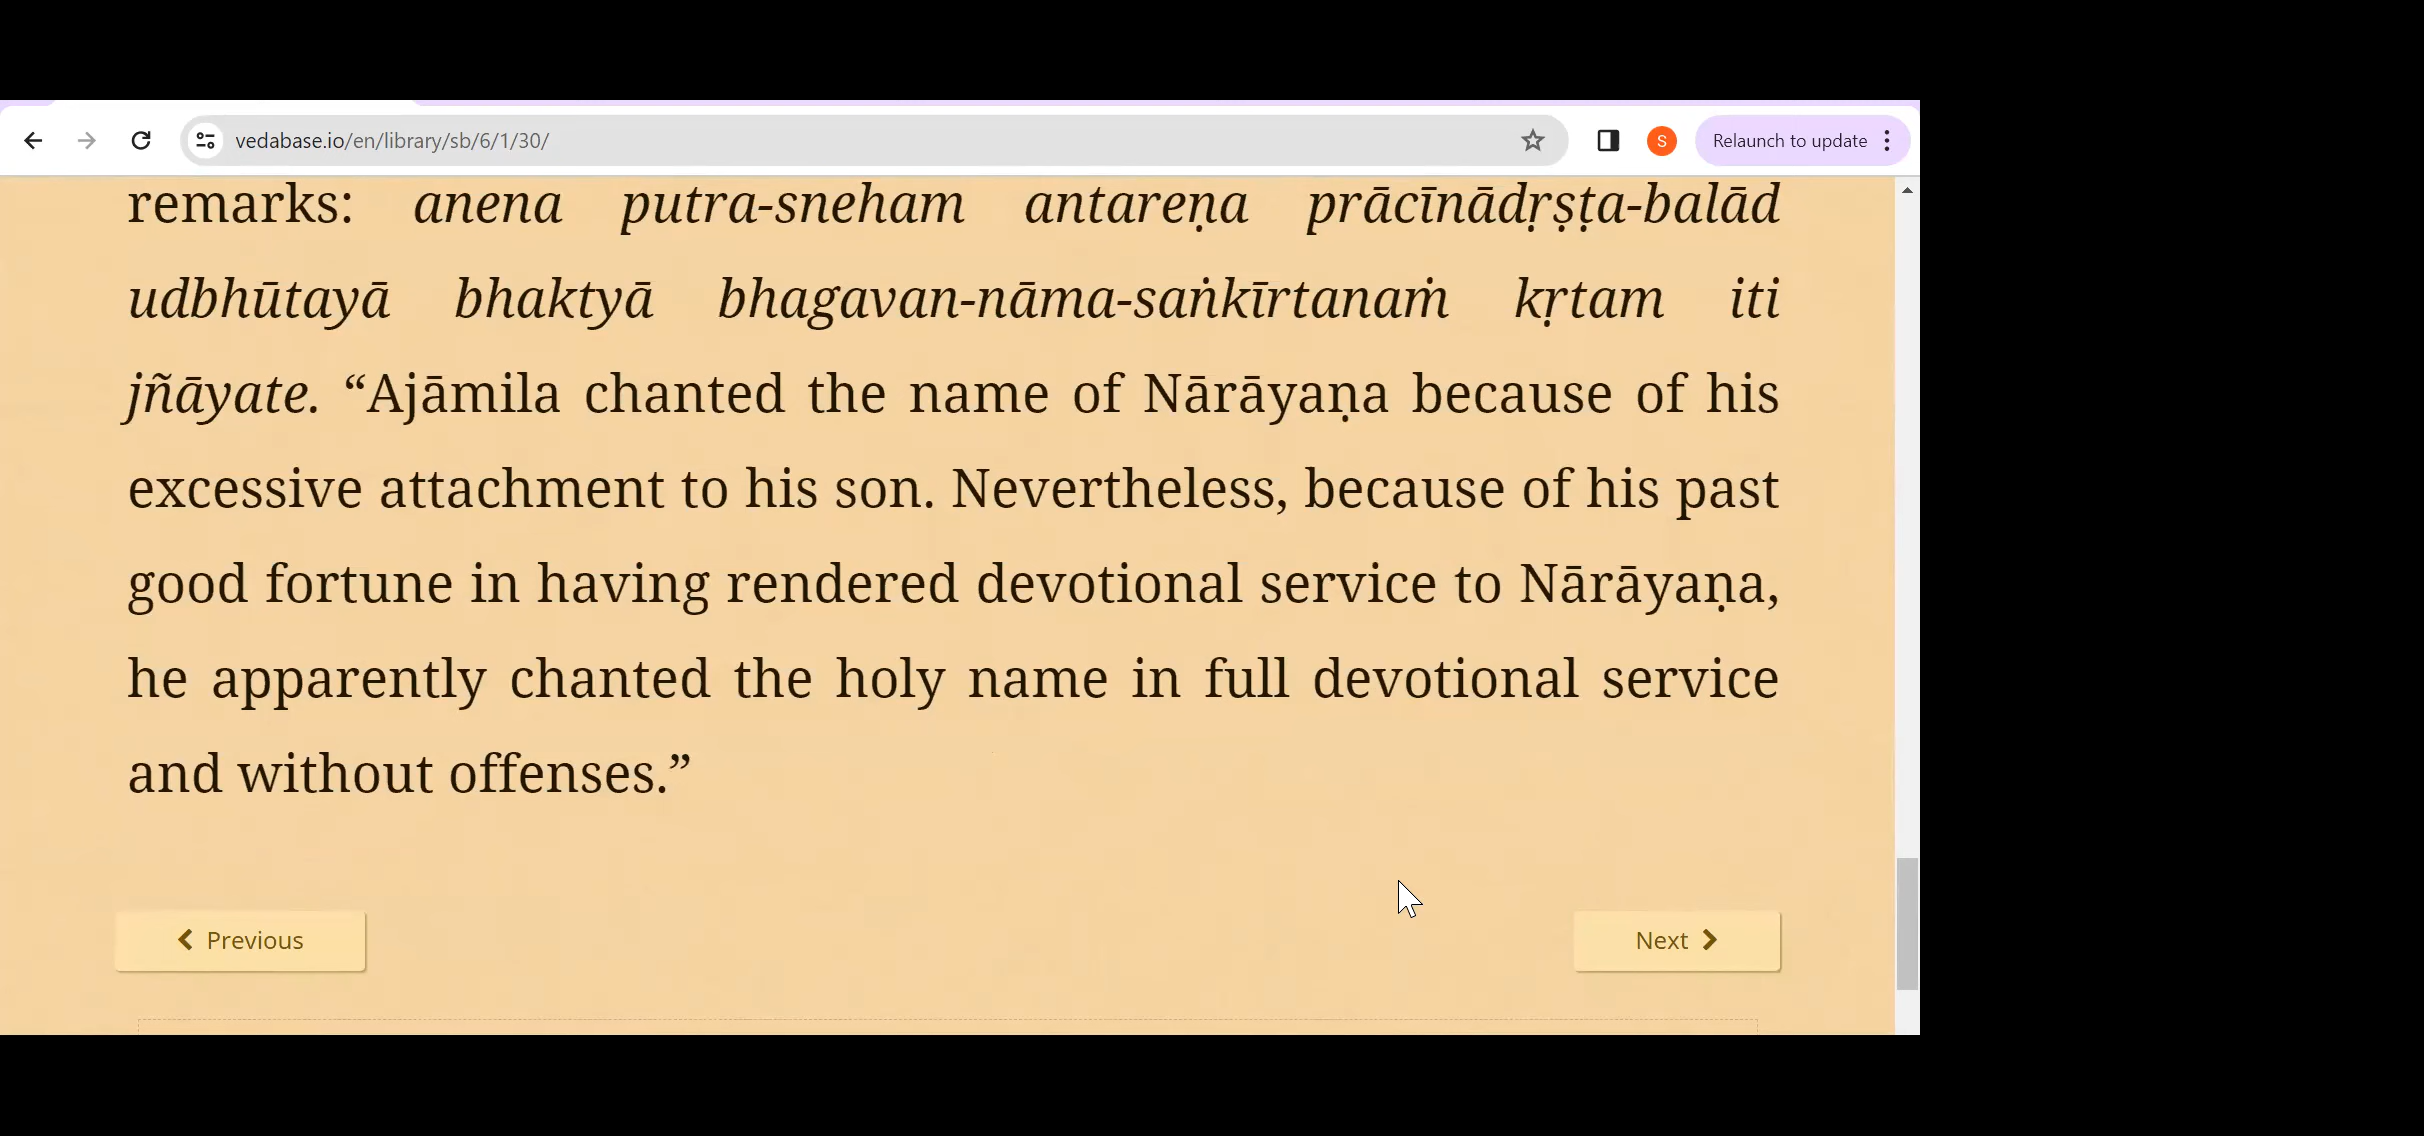 vedabase.io/en/library/sb/6/1/30/
S
Relaunch to update
remarks: anena putra-sneham antareṇa prācīnādṛṣṭa-balād
udbhūtayā bhaktyā bhagavan-nāma-saṅkīrtanaṁ kṛtam iti
jñāyate. “Ajāmila chanted the name of Nārāyaṇa because of his
excessive attachment to his son. Nevertheless, because of his past
good fortune in having rendered devotional service to Nārāyaṇa,
he apparently chanted the holy name in full devotional service
and without offenses.”
Previous
Next